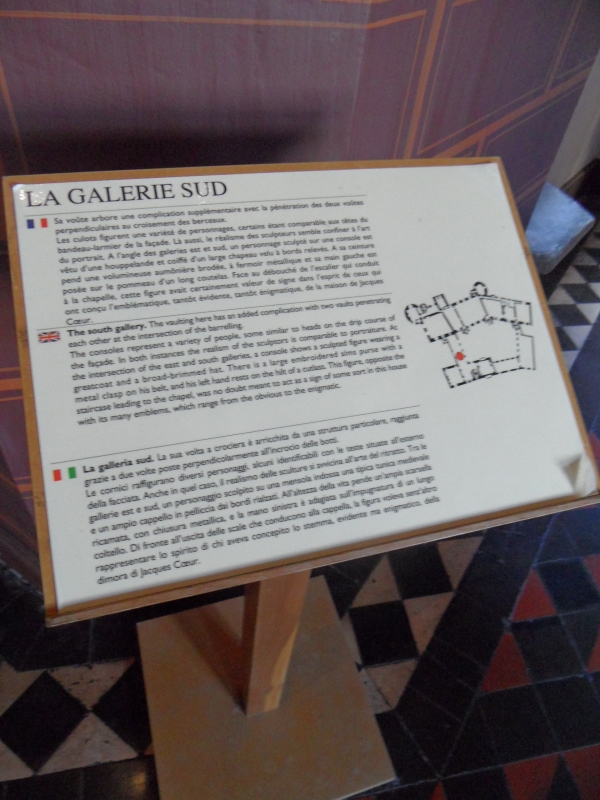 LA GALERIE SUD
Sa voûte arbore une complication supplémentaire avec la pénétration des deux voûtes
perpendiculaires au croisement des berceaux.
Les culots figurent une variété de personnages, certains étant comparable aux têtes du
bandeau-larmier de la façade. Là aussi, le réalisme des sculpteurs semble confiner à l'art
du portrait. A l'angle des galeries est et sud, un personnage sculpté sur une console est
vêtu d'une houppelande et coiffé d'un large chapeau velu à bords relevés. A sa ceinture
pend une volumineuse aumônière brodée, à fermoir métallique et sa main gauche est
posée sur le pommeau d'un long coutelas. Face au débouché de l'escalier qui conduit
à la chapelle, cette figure avait certainement valeur de signe dans l'esprit de ceux qui
ont conçu l'emblématique, tantôt évidente, tantôt énigmatique, de la maison de Jacques
Cœur.
The south gallery. The vaulting here has an added complication with two vaults penetrating
each other at the intersection of the barrelling.
The consoles represent a variety of people, some similar to heads on the drip course of
the façade. In both instances the realism of the sculptors is comparable to portraiture. At
the intersection of the east and south galleries, a console shows a sculpted figure wearing a
greatcoat and a broad-brimmed hat. There is a large embroidered alms purse with a
metal clasp on his belt, and his left hand rests on the hilt of a cutlass. This figure, opposite the
staircase leading to the chapel, was no doubt meant to act as a sign of some sort in this house
with its many emblems, which range from the obvious to the enigmatic.
La galleria sud. La sua volta a crociera è arricchita da una struttura particolare, raggiunta
grazie a due volte poste perpendicolarmente all'incrocio delle botti.
Le cornici raffigurano diversi personaggi, alcuni identificabili con le teste situate all'esterno
della facciata. Anche in quel caso, il realismo delle sculture si avvicina all'arte del ritratto. Tra le
gallerie est e sud, un personaggio scolpito su una mensola indossa una tipica tunica medievale
e un ampio cappello in pelliccia dai bordi rialzati. All'altezza della vita pende un'ampia scarsella
ricamata, con chiusura metallica, e la mano sinistra è adagiata sull'impugnatura di un lungo
coltello. Di fronte all'uscita delle scale che conducono alla cappella, la figura voleva senz'altro
rappresentare lo spirito di chi aveva concepito lo stemma, evidente ma enigmatico, della
dimora di Jacques Cœur.